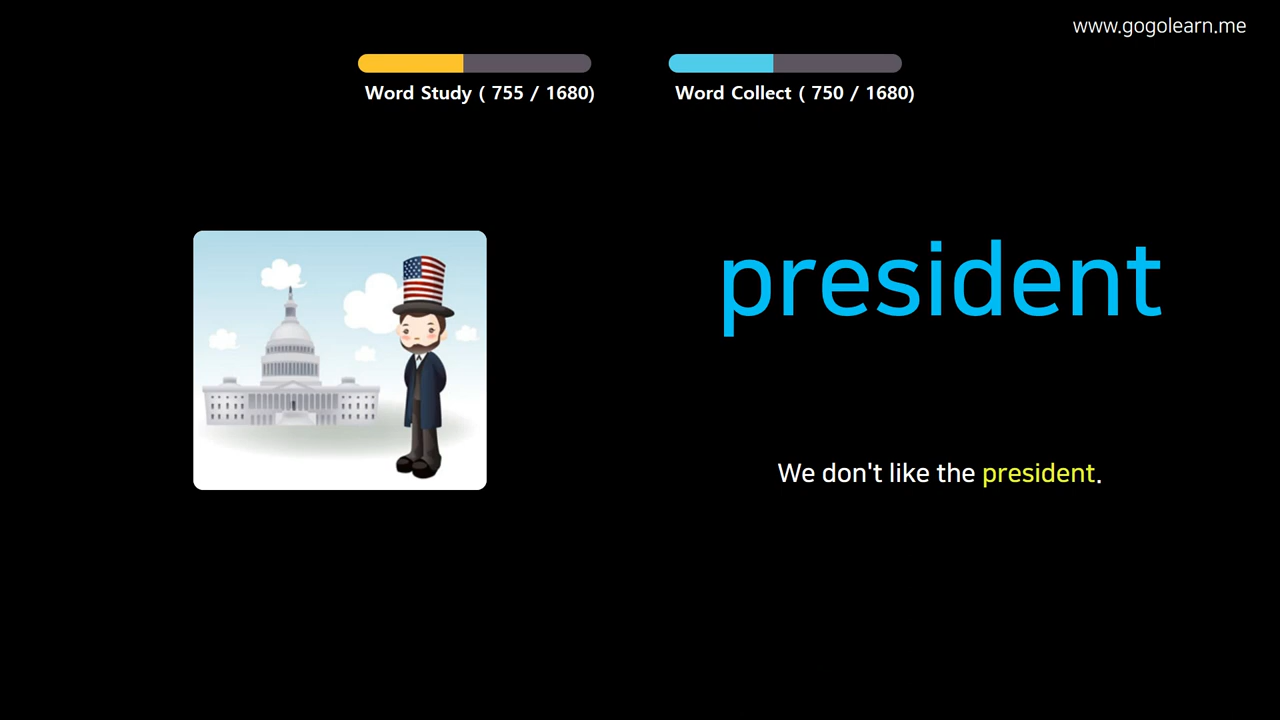 www.gogolearn.me
Word Study ( 755 / 1680)
Word Collect ( 750 / 1680)
president
We don't like the president.